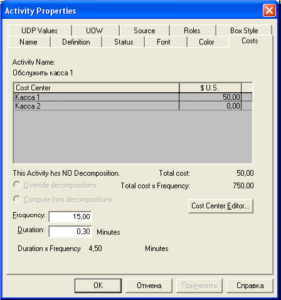 Activity Properties
UDP Values UOW Source Roles Box Style
Name Definition Status Font Color Costs
Activity Name:
Обслужить касса 1
Cost Center $ U.S.
Касса 1 50,00
Касса 2 0,00
This Activity has NO Decomposition. Total cost: 50,00
Override decompositions Total cost x Frequency: 750,00
Compute from decompositions
Cost Center Editor...
Frequency: 15,00
Duration: 0,30 Minutes
Duration x Frequency 4,50 Minutes
OK Отмена Применить Справка